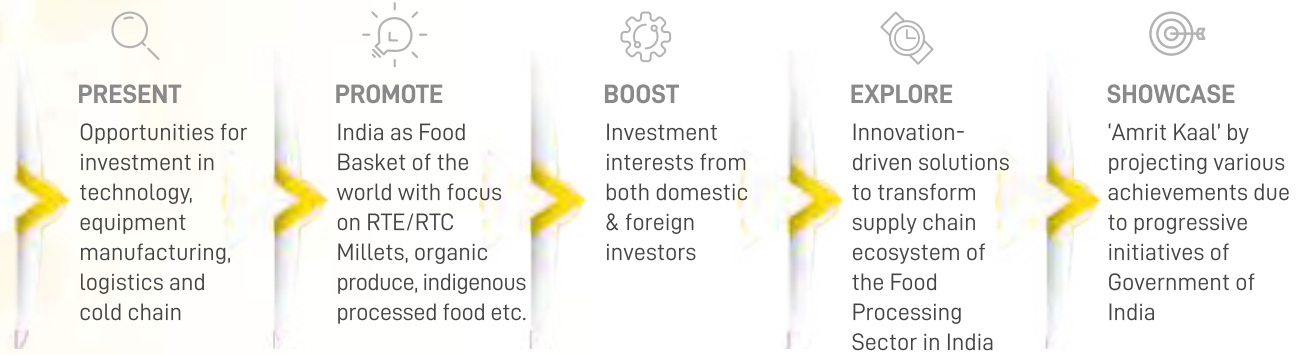 PRESENT
Opportunities for
investment in
technology,
equipment
manufacturing,
logistics and
cold chain
PROMOTE
India as Food
Basket of the
world with focus
on RTE/RTC
Millets, organic
produce, indigenous
processed food etc.
BOOST
Investment
interests from
both domestic
& foreign
investors
EXPLORE
Innovation-
driven solutions
to transform
supply chain
ecosystem of
the Food
Processing
Sector in India
SHOWCASE
‘Amrit Kaal’ by
projecting various
achievements due
to progressive
initiatives of
Government of
India